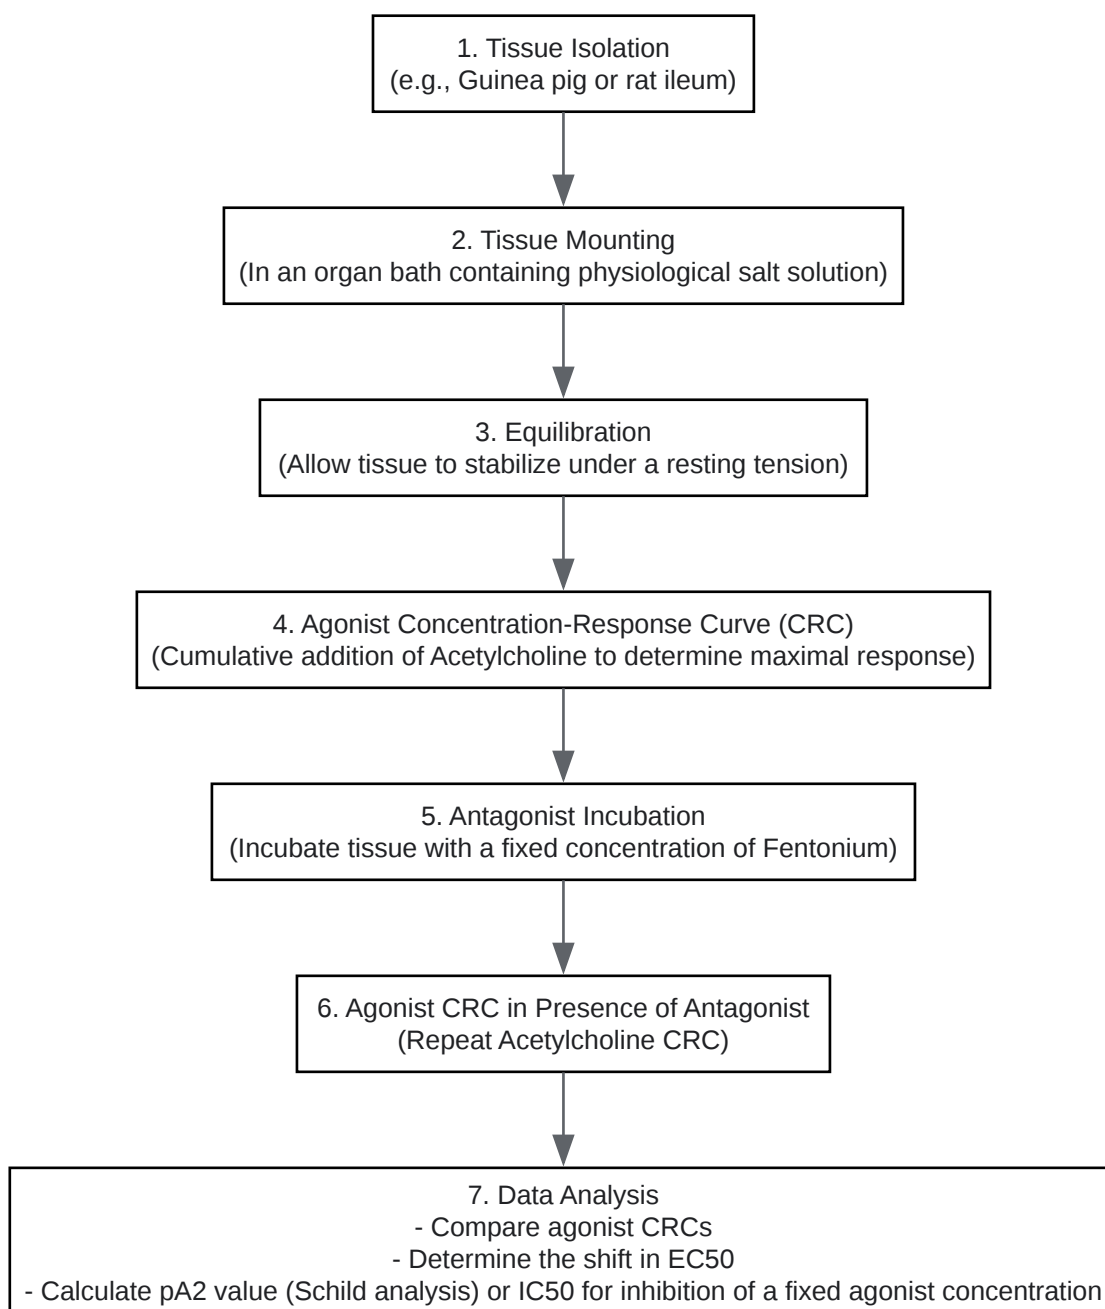 1. Tissue Isolation
(e.g., Guinea pig or rat ileum)
2. Tissue Mounting
(In an organ bath containing physiological salt solution)
3. Equilibration
(Allow tissue to stabilize under a resting tension)
4. Agonist Concentration-Response Curve (CRC)
(Cumulative addition of Acetylcholine to determine maximal response)
5. Antagonist Incubation
(Incubate tissue with a fixed concentration of Fentonium)
6. Agonist CRC in Presence of Antagonist
(Repeat Acetylcholine CRC)
7. Data Analysis
- Compare agonist CRCs
- Determine the shift in EC50
- Calculate pA2 value (Schild analysis) or IC50 for inhibition of a fixed agonist concentration